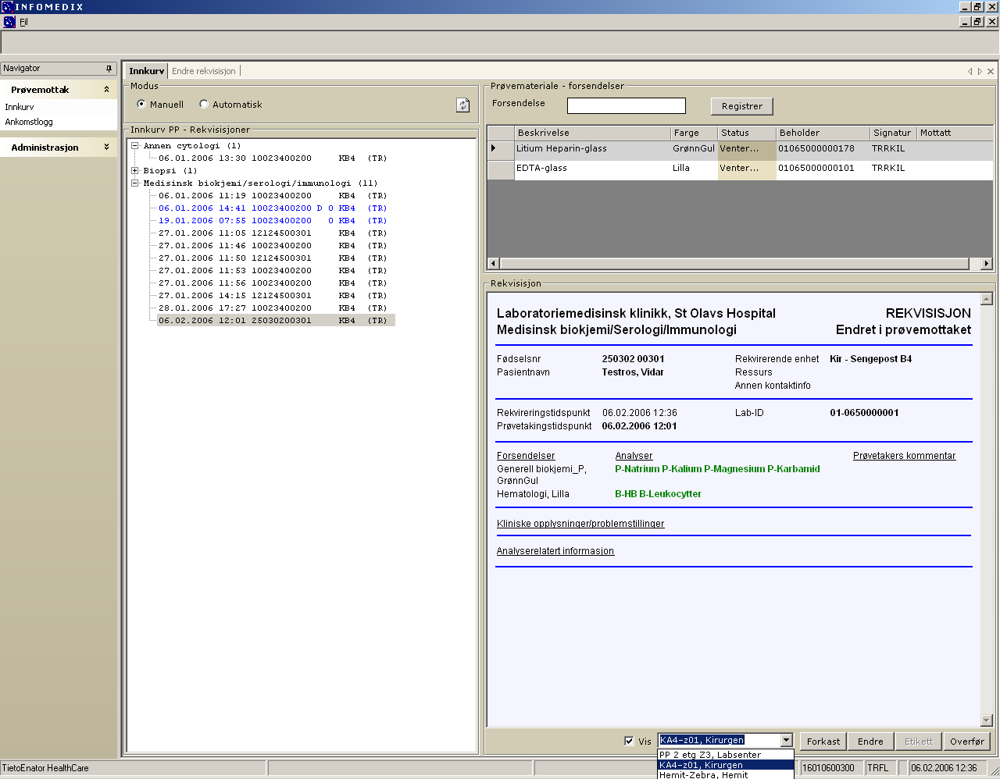 INFOMEDIX
Fil
Navigator
Prøvemottak
Innkurv
Ankomstlogg
Administrasjon
Innkurv Endre rekvisisjon
Modus
Manuell Automatisk
Innkurv PP - Rekvisisjoner
Annen cytologi (1)
06.01.2006 13:30 10023400200 KB4 (TR)
Biopsi (1)
Medisinsk biokjemi/serologi/immunologi (11)
06.01.2006 11:19 10023400200 KB4 (TR)
06.01.2006 14:41 10023400200 D O KB4 (TR)
19.01.2006 07:55 10023400200 O KB4 (TR)
27.01.2006 11:05 12124500301 KB4 (TR)
27.01.2006 11:46 10023400200 KB4 (TR)
27.01.2006 11:50 12124500301 KB4 (TR)
27.01.2006 11:53 10023400200 KB4 (TR)
27.01.2006 11:56 10023400200 KB4 (TR)
27.01.2006 14:15 12124500301 KB4 (TR)
28.01.2006 17:27 10023400200 KB4 (TR)
06.02.2006 12:01 25030200301 KB4 (TR)
Prøvemateriale - forsendelser
Forsendelse Registrer
Beskrivelse Farge Status Beholder Signatur Mottatt
Litium Heparin-glass GrønnGul Venter... 01065000000178 TRRKIL
EDTA-glass Lilla Venter... 01065000000101 TRRKIL
Rekvisisjon
Laboratoriemedisinsk klinikk, St Olavs Hospital REKVISISJON
Medisinsk biokjemi/Serologi/Immunologi Endret i prøvemottaket
Fødselsnr 250302 00301 Rekvirerende enhet Kir - Sengepost B4
Pasientnavn Testros, Vidar Ressurs
Annen kontaktinfo
Rekvireringstidspunkt 06.02.2006 12:36 Lab-ID 01-0650000001
Prøvetakingstidspunkt 06.02.2006 12:01
Forsendelser Analyser Prøvetakers kommentar
Generell biokjemi_P, P-Natrium P-Kalium P-Magnesium P-Karbamid
GrønnGul
Hematologi, Lilla B-HB B-Leukocytter
Kliniske opplysninger/problemstillinger
Analyserelatert informasjon
Vis KA4-z01, Kirurgen Forkast Endre Etikett Overfør
PP 2 etg Z3, Labsenter
KA4-z01, Kirurgen
Hemit-Zebra, Hemit
TietoEnator HealthCare 16010600300 TRFL 06.02.2006 12:36